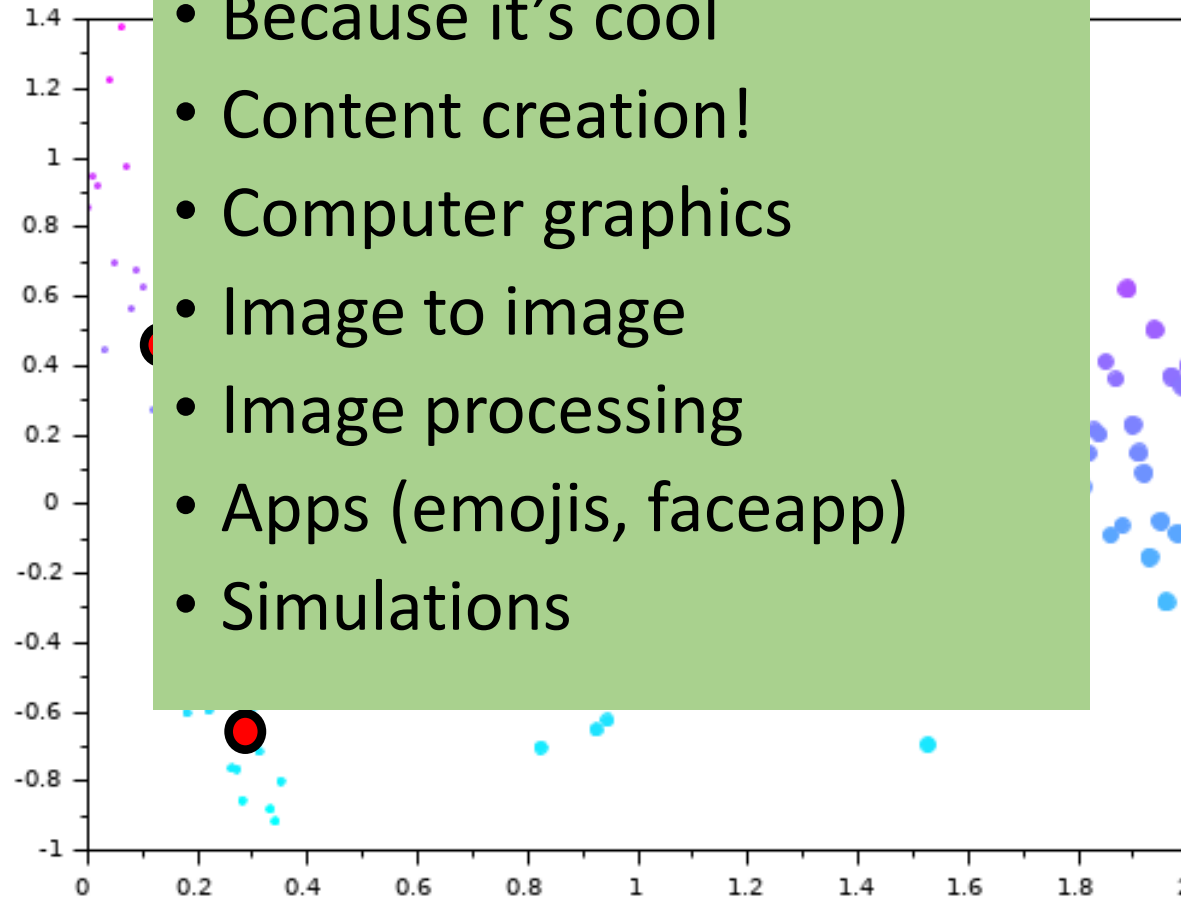 1.4
• Because it's cool
1.2
• Content creation!
1
0.8
• Computer graphics
0.6
• Image to image
0.4
0.2
• Image processing
0
• Apps (emojis, faceapp)
-0.2
-0.4
• Simulations
-0.6
-0.8
-1
0 0.2 0.4 0.6 0.8 1 1.2 1.4 1.6 1.8